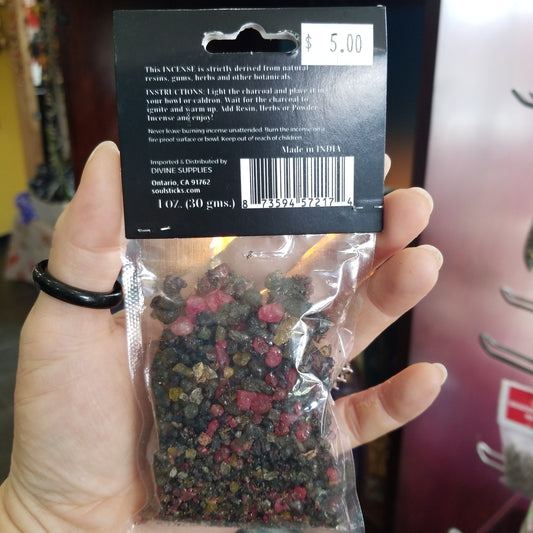 $ 5.00
This INCENSE is strictly derived from natural
resins, gums, herbs and other botanicals.
INSTRUCTIONS: Light the charcoal and place it in
your bowl or caldron. Wait for the charcoal to
ignite and warm up. Add Resin, Herbs or Powder
Incense and enjoy!
Never leave burning incense unattended. Burn the incense on a
fire proof surface or bowl. Keep out of reach of children.
Made in INDIA
Imported & Distributed by
DIVINE SUPPLIES
Ontario, CA 91762
soulsticks.com
1 OZ. (30 gms.)
8 73594 57217 4